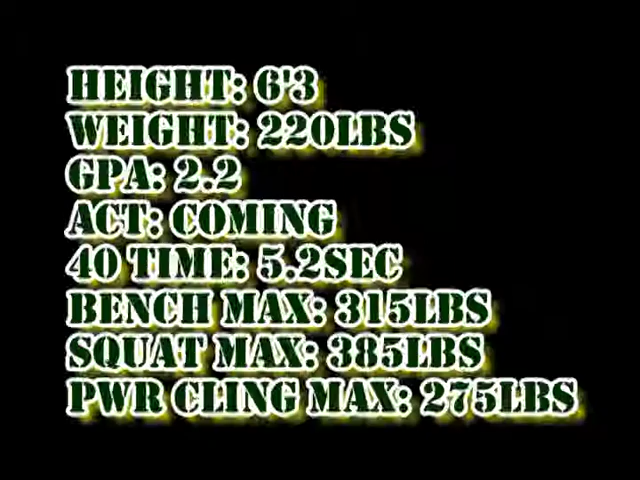 HEIGHT: 6'3
WEIGHT: 220LBS
GPA: 2.2
ACT: COMING
40 TIME: 5.2SEC
BENCH MAX: 315LBS
SQUAT MAX: 385LBS
PWR CLING MAX: 275LBS